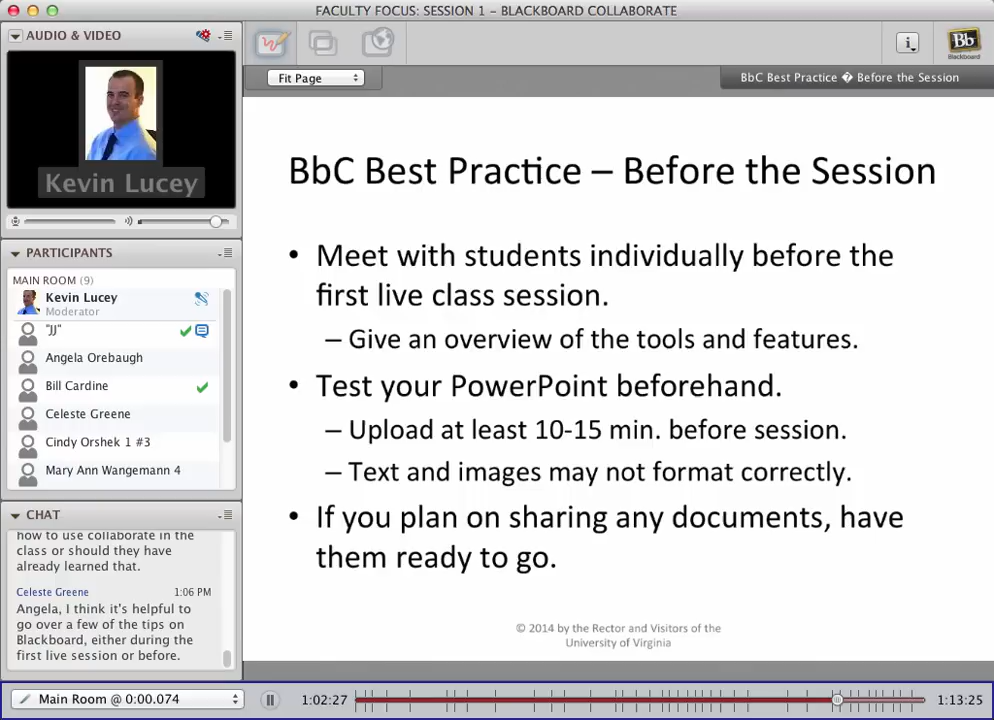 FACULTY FOCUS: SESSION 1 – BLACKBOARD COLLABORATE
AUDIO & VIDEO
Kevin Lucey
PARTICIPANTS
MAIN ROOM (9)
Kevin Lucey
Moderator
"JJ"
Angela Orebaugh
Bill Cardine
Celeste Greene
Cindy Orshek 1 #3
Mary Ann Wangemann 4
CHAT
how to use collaborate in the
class or should they have
already learned that.
Celeste Greene 1:06 PM
Angela, I think it's helpful to
go over a few of the tips on
Blackboard, either during the
first live session or before.
i
Bb
Blackboard
Fit Page
BbC Best Practice � Before the Session
BbC Best Practice – Before the Session
• Meet with students individually before the
first live class session.
– Give an overview of the tools and features.
• Test your PowerPoint beforehand.
– Upload at least 10-15 min. before session.
– Text and images may not format correctly.
• If you plan on sharing any documents, have
them ready to go.
© 2014 by the Rector and Visitors of the
University of Virginia
Main Room @ 0:00.074
1:02:27
1:13:25